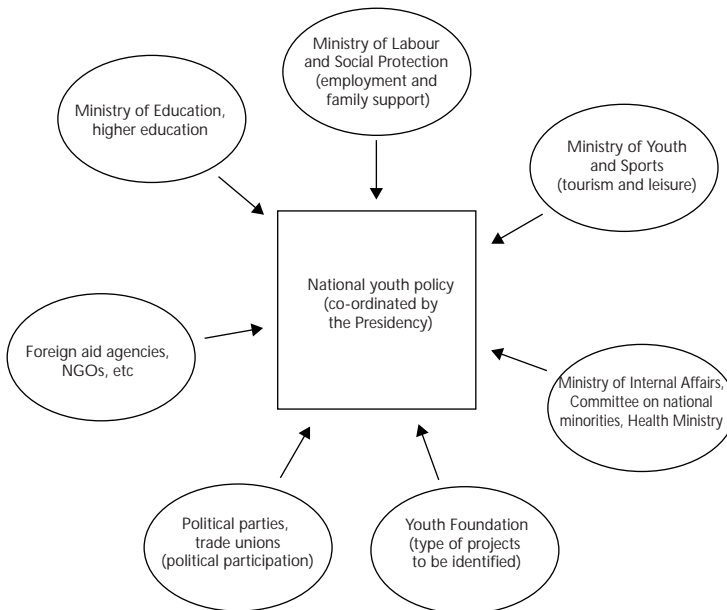 Ministry of Labour
and Social Protection
(employment and
family support)
Ministry of Education,
higher education
Ministry of Youth
and Sports
(tourism and leisure)
National youth policy
(co-ordinated by
the Presidency)
Foreign aid agencies,
NGOs, etc
Ministry of Internal Affairs,
Committee on national
minorities, Health Ministry
Political parties,
trade unions
(political participation)
Youth Foundation
(type of projects
to be identified)